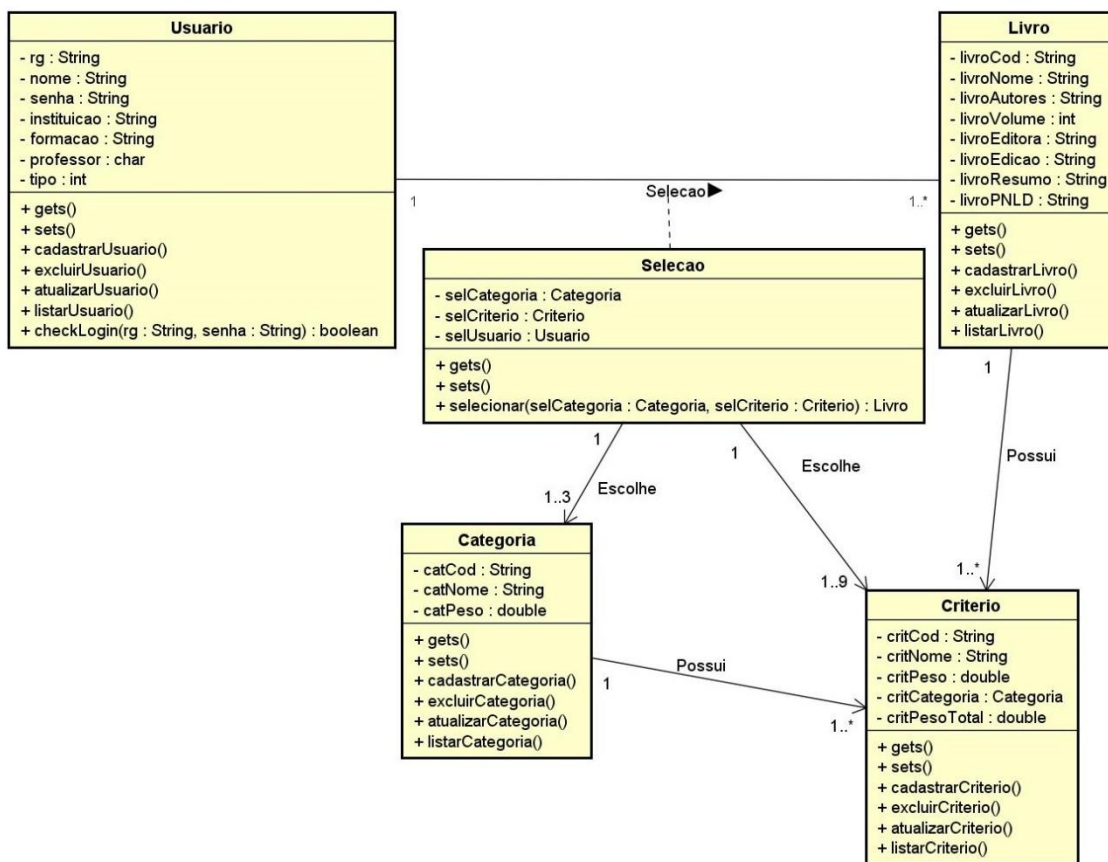 Usuario
- rg : String
- nome : String
- senha : String
- instituicao : String
- formacao : String
- professor : char
- tipo : int
+ gets()
+ sets()
+ cadastrarUsuario()
+ excluirUsuario()
+ atualizarUsuario()
+ listarUsuario()
+ checkLogin(rg : String, senha : String) : boolean
1
Selecao▶
1..*
Livro
- livroCod : String
- livroNome : String
- livroAutores : String
- livroVolume : int
- livroEditora : String
- livroEdicao : String
- livroResumo : String
- livroPNLD : String
+ gets()
+ sets()
+ cadastrarLivro()
+ excluirLivro()
+ atualizarLivro()
+ listarLivro()
Selecao
- selCategoria : Categoria
- selCriterio : Criterio
- selUsuario : Usuario
+ gets()
+ sets()
+ selecionar(selCategoria : Categoria, selCriterio : Criterio) : Livro
1
Escolhe
1..3
1
Escolhe
1..9
1
Possui
1..*
Categoria
- catCod : String
- catNome : String
- catPeso : double
+ gets()
+ sets()
+ cadastrarCategoria()
+ excluirCategoria()
+ atualizarCategoria()
+ listarCategoria()
1
Possui
1..*
Criterio
- critCod : String
- critNome : String
- critPeso : double
- critCategoria : Categoria
- critPesoTotal : double
+ gets()
+ sets()
+ cadastrarCriterio()
+ excluirCriterio()
+ atualizarCriterio()
+ listarCriterio()